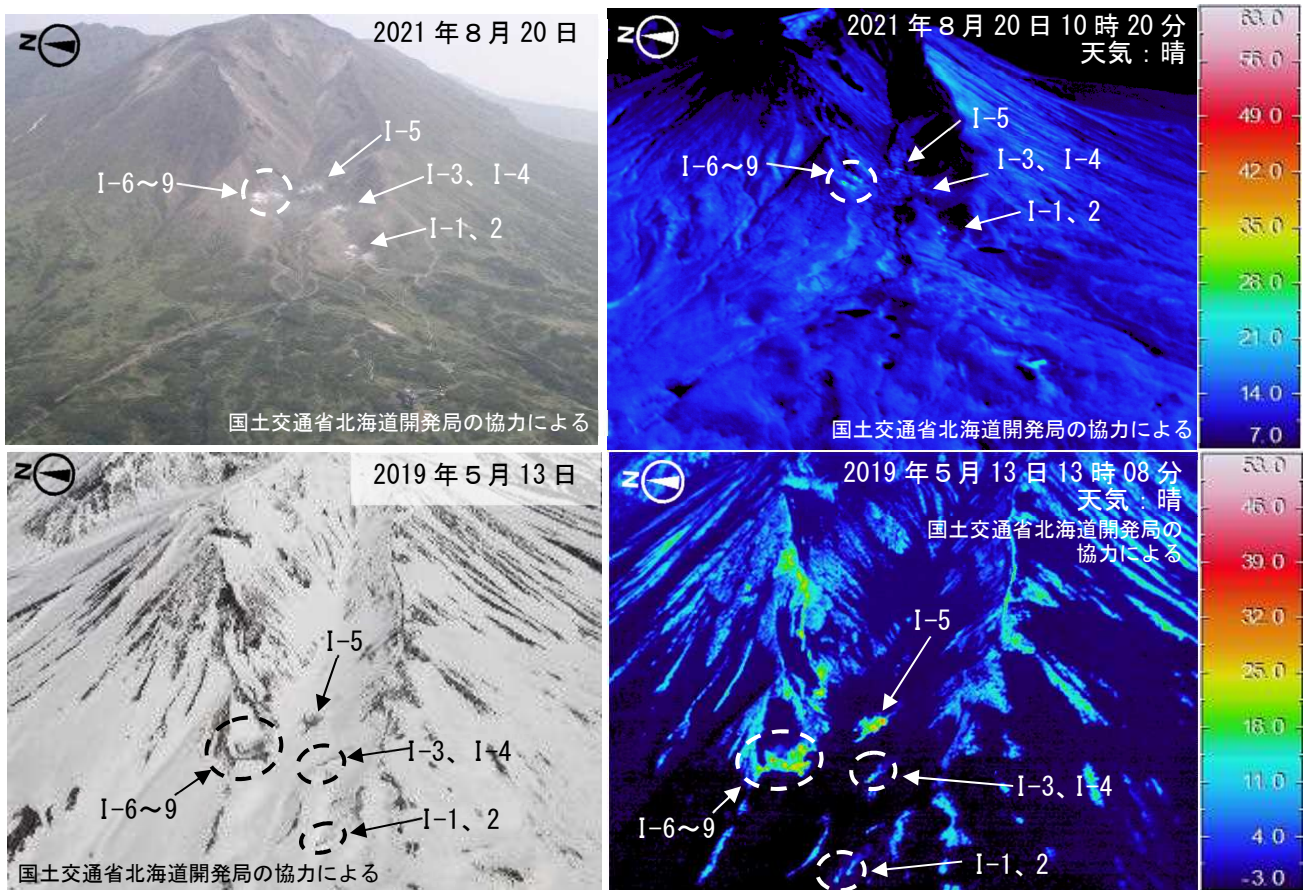 N
2021年8月20日
I-5
I-3、I-4
I-6～9
I-1、2
国土交通省北海道開発局の協力による
N
2021年8月20日10時20分
天気：晴
I-5
I-3、I-4
I-6～9
I-1、2
国土交通省北海道開発局の協力による
63.0
56.0
49.0
42.0
35.0
28.0
21.0
14.0
7.0
N
2019年5月13日
I-5
I-3、I-4
I-6～9
I-1、2
国土交通省北海道開発局の協力による
N
2019年5月13日13時08分
天気：晴
国土交通省北海道開発局の
協力による
I-5
I-3、I-4
I-6～9
I-1、2
53.0
46.0
39.0
32.0
25.0
18.0
11.0
4.0
-3.0